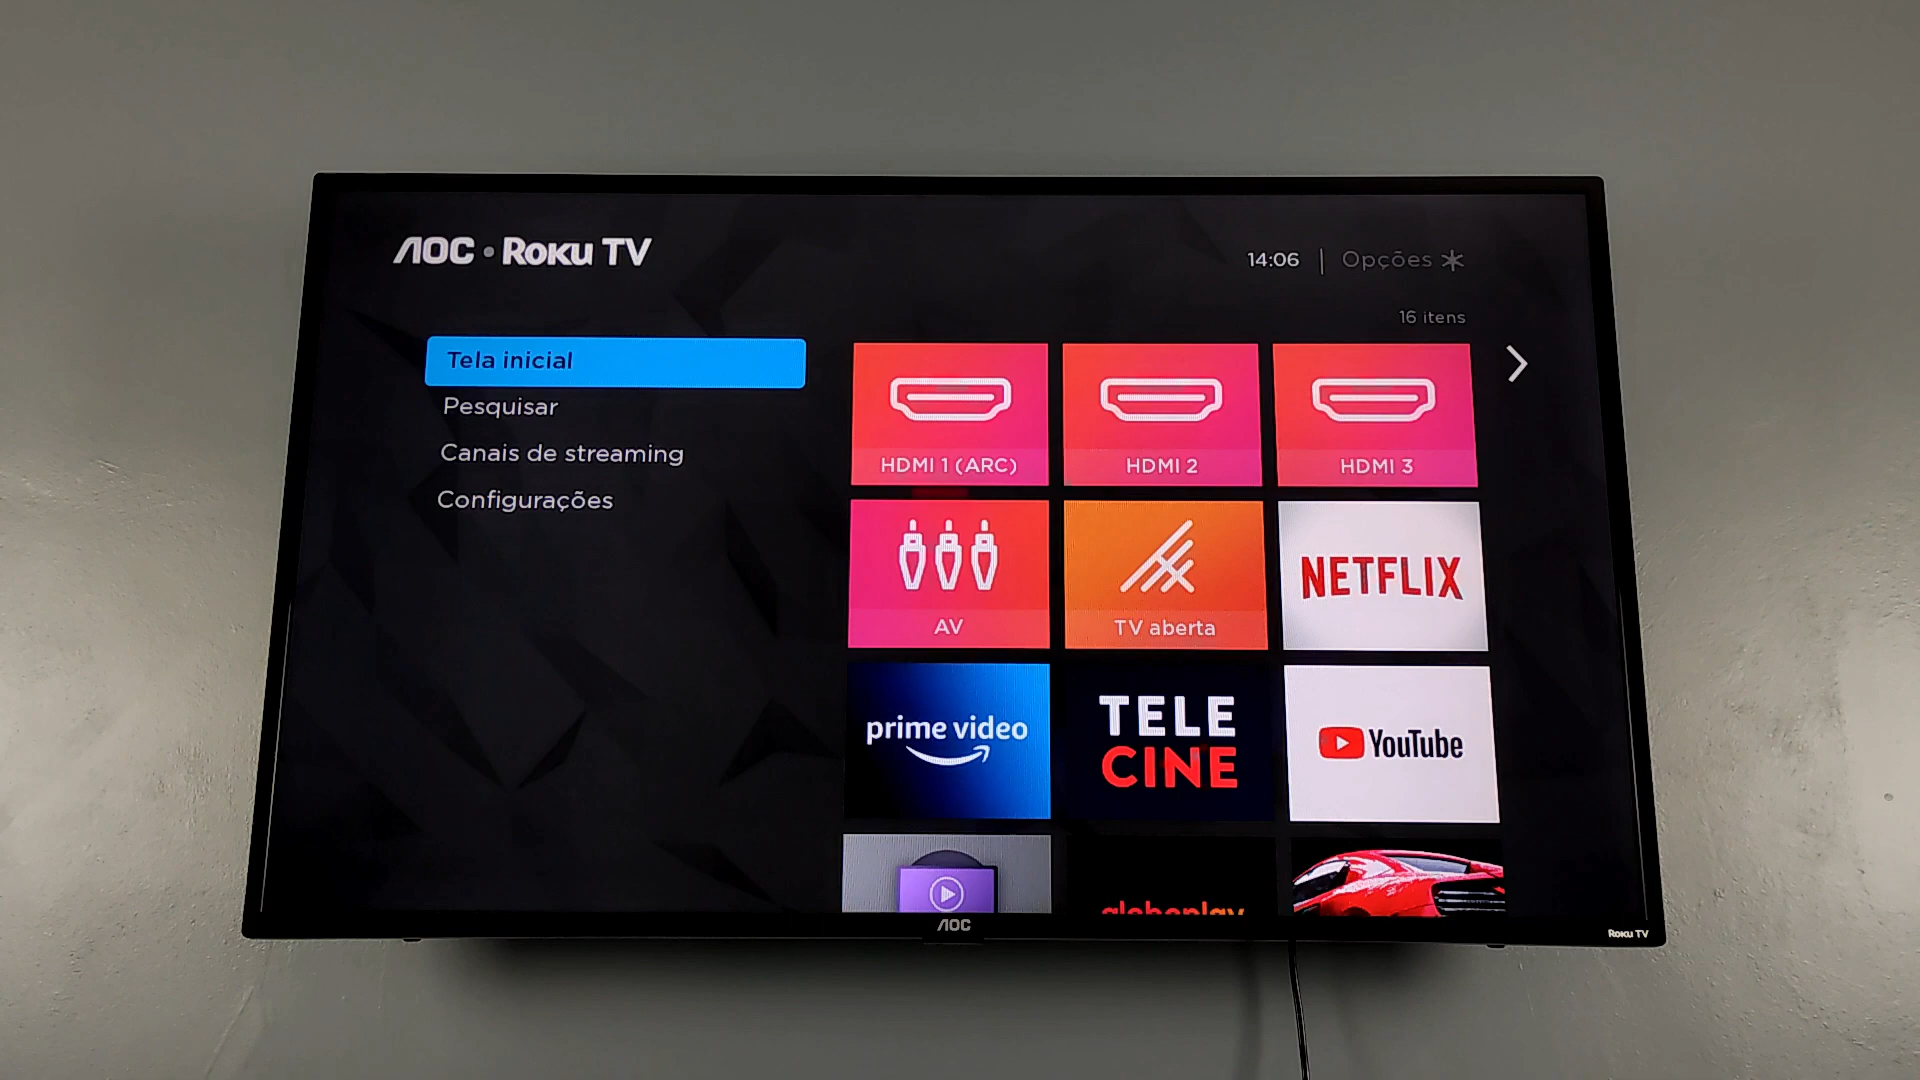 AOC • Roku TV
14:06 | Opções
16 itens
Tela inicial
Pesquisar
Canais de streaming
Configurações
HDMI 1 (ARC)
HDMI 2
HDMI 3
AV
TV aberta
NETFLIX
prime video
TELE
CINE
YouTube
globoplay
AOC
Roku TV